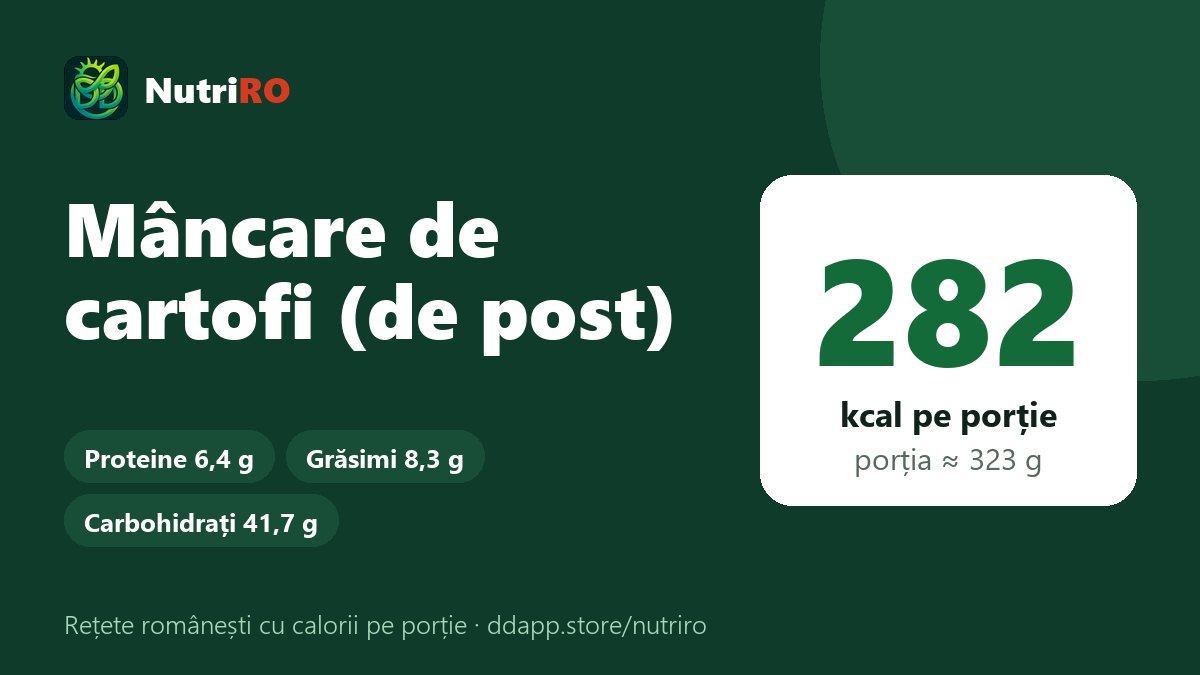 NutriRO
Mâncare de
cartofi (de post)
282
kcal pe porție
porția ≈ 323 g
Proteine 6,4 g
Grăsimi 8,3 g
Carbohidrați 41,7 g
Rețete românești cu calorii pe porție · ddapp.store/nutriro